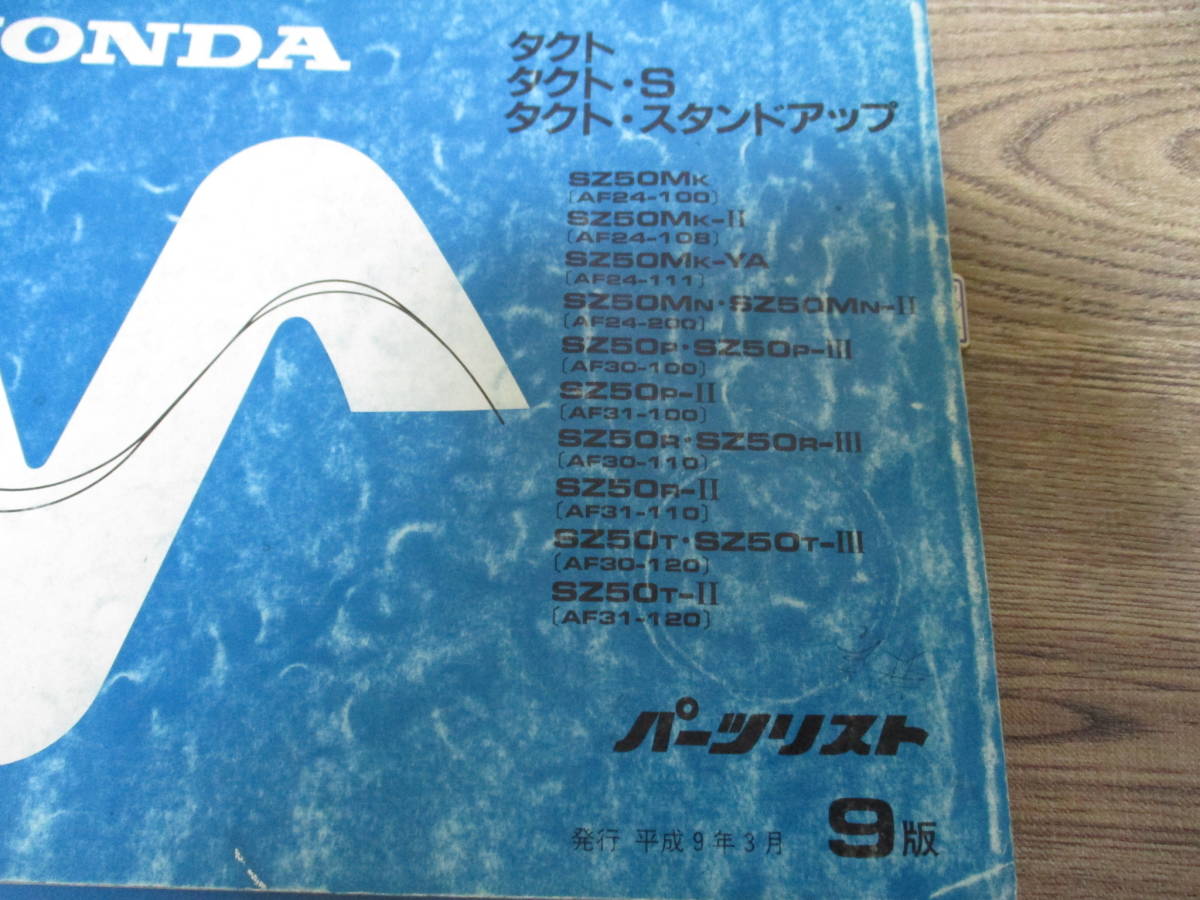 HONDA
タクト
タクト・S
タクト・スタンドアップ
SZ50MK
〔AF24-100〕
SZ50MK-II
〔AF24-108〕
SZ50MK-YA
〔AF24-111〕
SZ50MN・SZ50MN-II
〔AF24-200〕
SZ50P・SZ50P-III
〔AF30-100〕
SZ50P-II
〔AF31-100〕
SZ50R・SZ50R-III
〔AF30-110〕
SZ50R-II
〔AF31-110〕
SZ50T・SZ50T-III
〔AF30-120〕
SZ50T-II
〔AF31-120〕
パーツリスト
発行 平成9年3月 9版